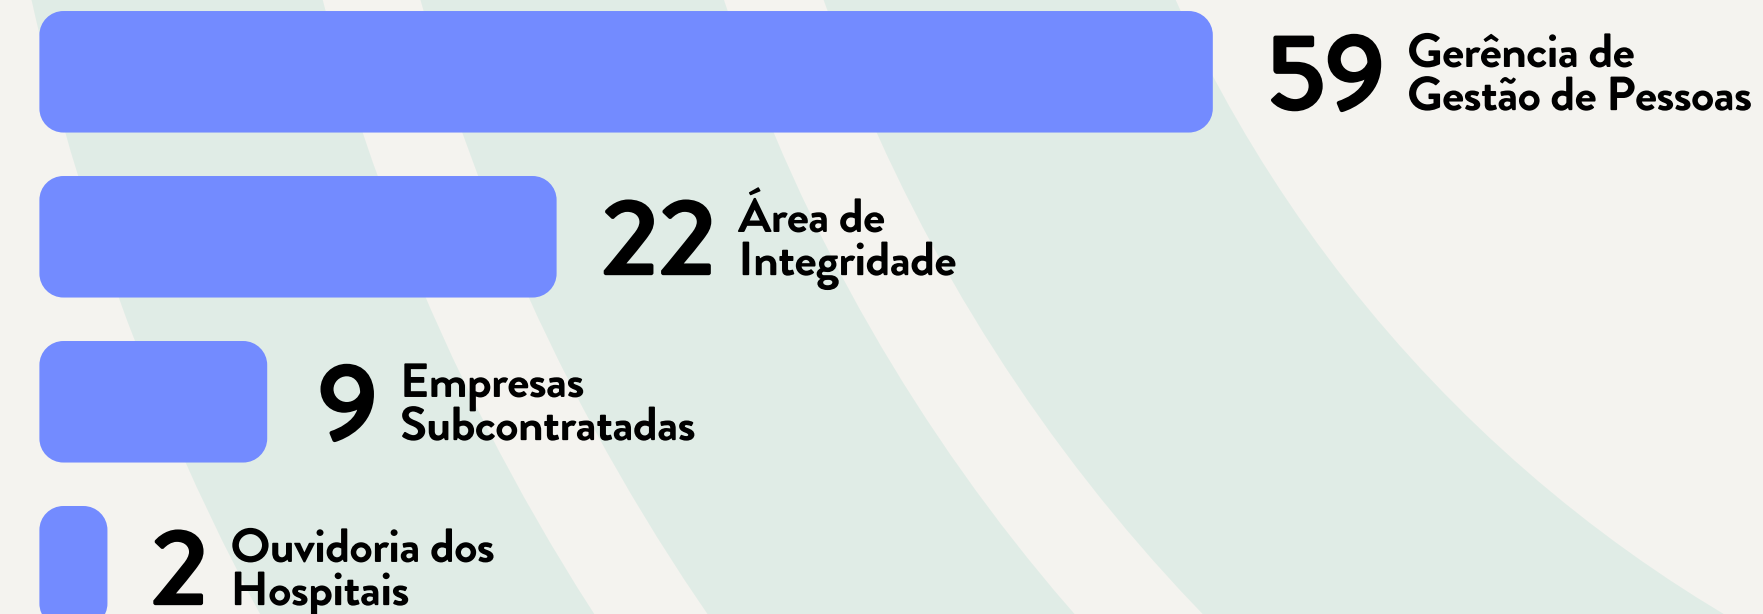 59 Gerência de
Gestão de Pessoas
22 Área de
Integridade
9 Empresas
Subcontratadas
2 Ouvidoria dos
Hospitais